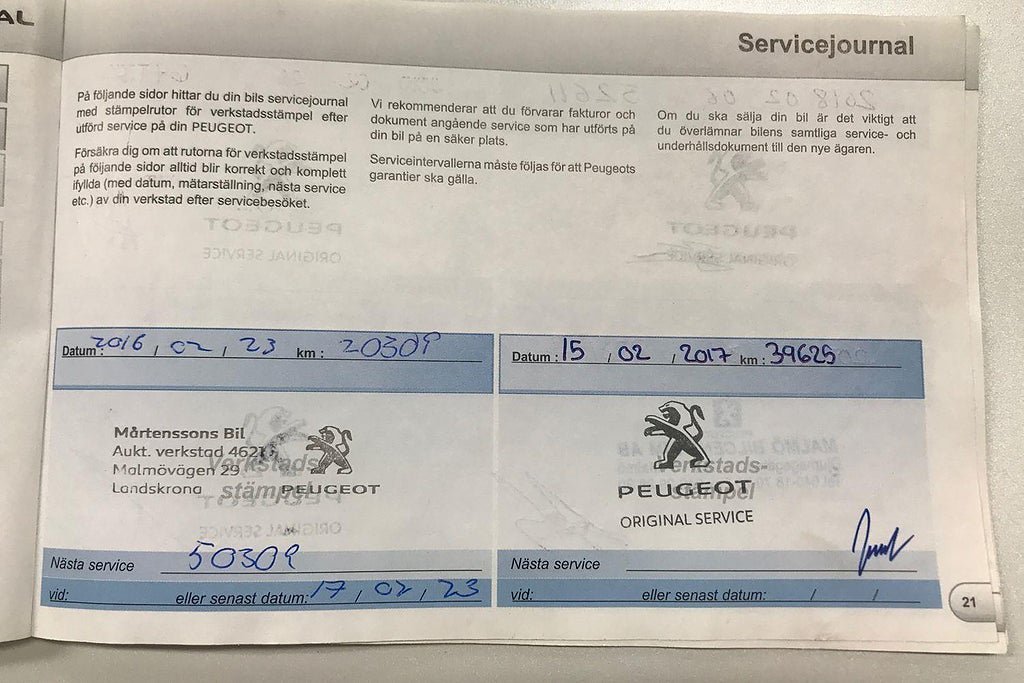 AL
Servicejournal
På följande sidor hittar du din bils servicejournal
med stämpelrutor för verkstadsstämpel efter
utförd service på din PEUGEOT.
Försäkra dig om att rutorna för verkstadsstämpel
på följande sidor alltid blir korrekt och komplett
ifyllda (med datum, mätarställning, nästa service
etc.) av din verkstad efter servicebesöket.
Vi rekommenderar att du förvarar fakturor och
dokument angående service som har utförts på
din bil på en säker plats.
Serviceintervallerna måste följas för att Peugeots
garantier ska gälla.
Om du ska sälja din bil är det viktigt att
du överlämnar bilens samtliga service- och
underhållsdokument till den nye ägaren.
Datum : 2016 / 02 / 23 km : 20309
Mårtenssons Bil
Aukt. verkstad
Malmövägen 29
Landskrona
Verkstads-
stämpel
PEUGEOT
Nästa service 50309
vid: eller senast datum: 17 / 02 / 23
Datum : 15 / 02 / 2017 km : 39625
Verkstads-
stämpel
PEUGEOT
ORIGINAL SERVICE
Nästa service
vid: eller senast datum: / /
21